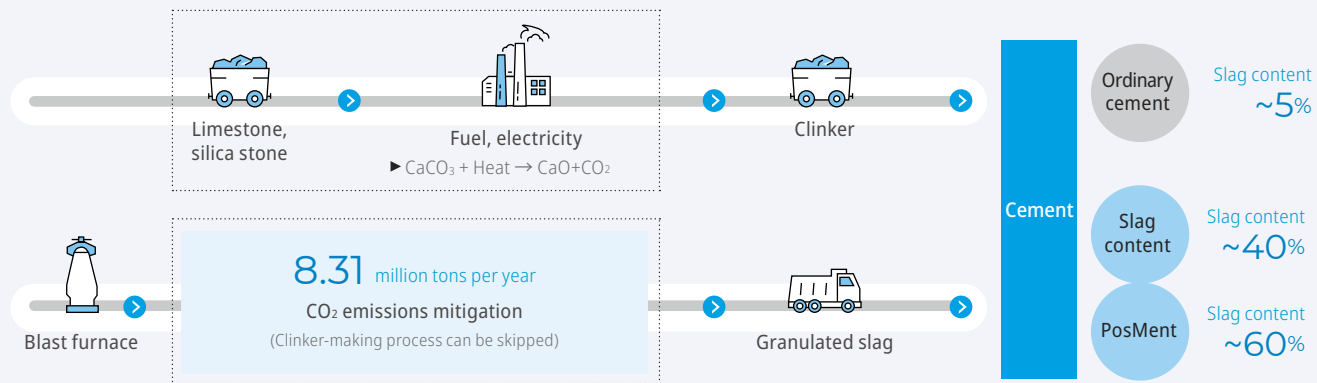 Limestone,
silica stone
Fuel, electricity
▶ CaCO₃ + Heat → CaO+CO₂
Clinker
Blast furnace
8.31 million tons per year
CO₂ emissions mitigation
(Clinker-making process can be skipped)
Granulated slag
Cement
Ordinary
cement
Slag content
~5%
Slag
content
Slag content
~40%
PosMent
Slag content
~60%